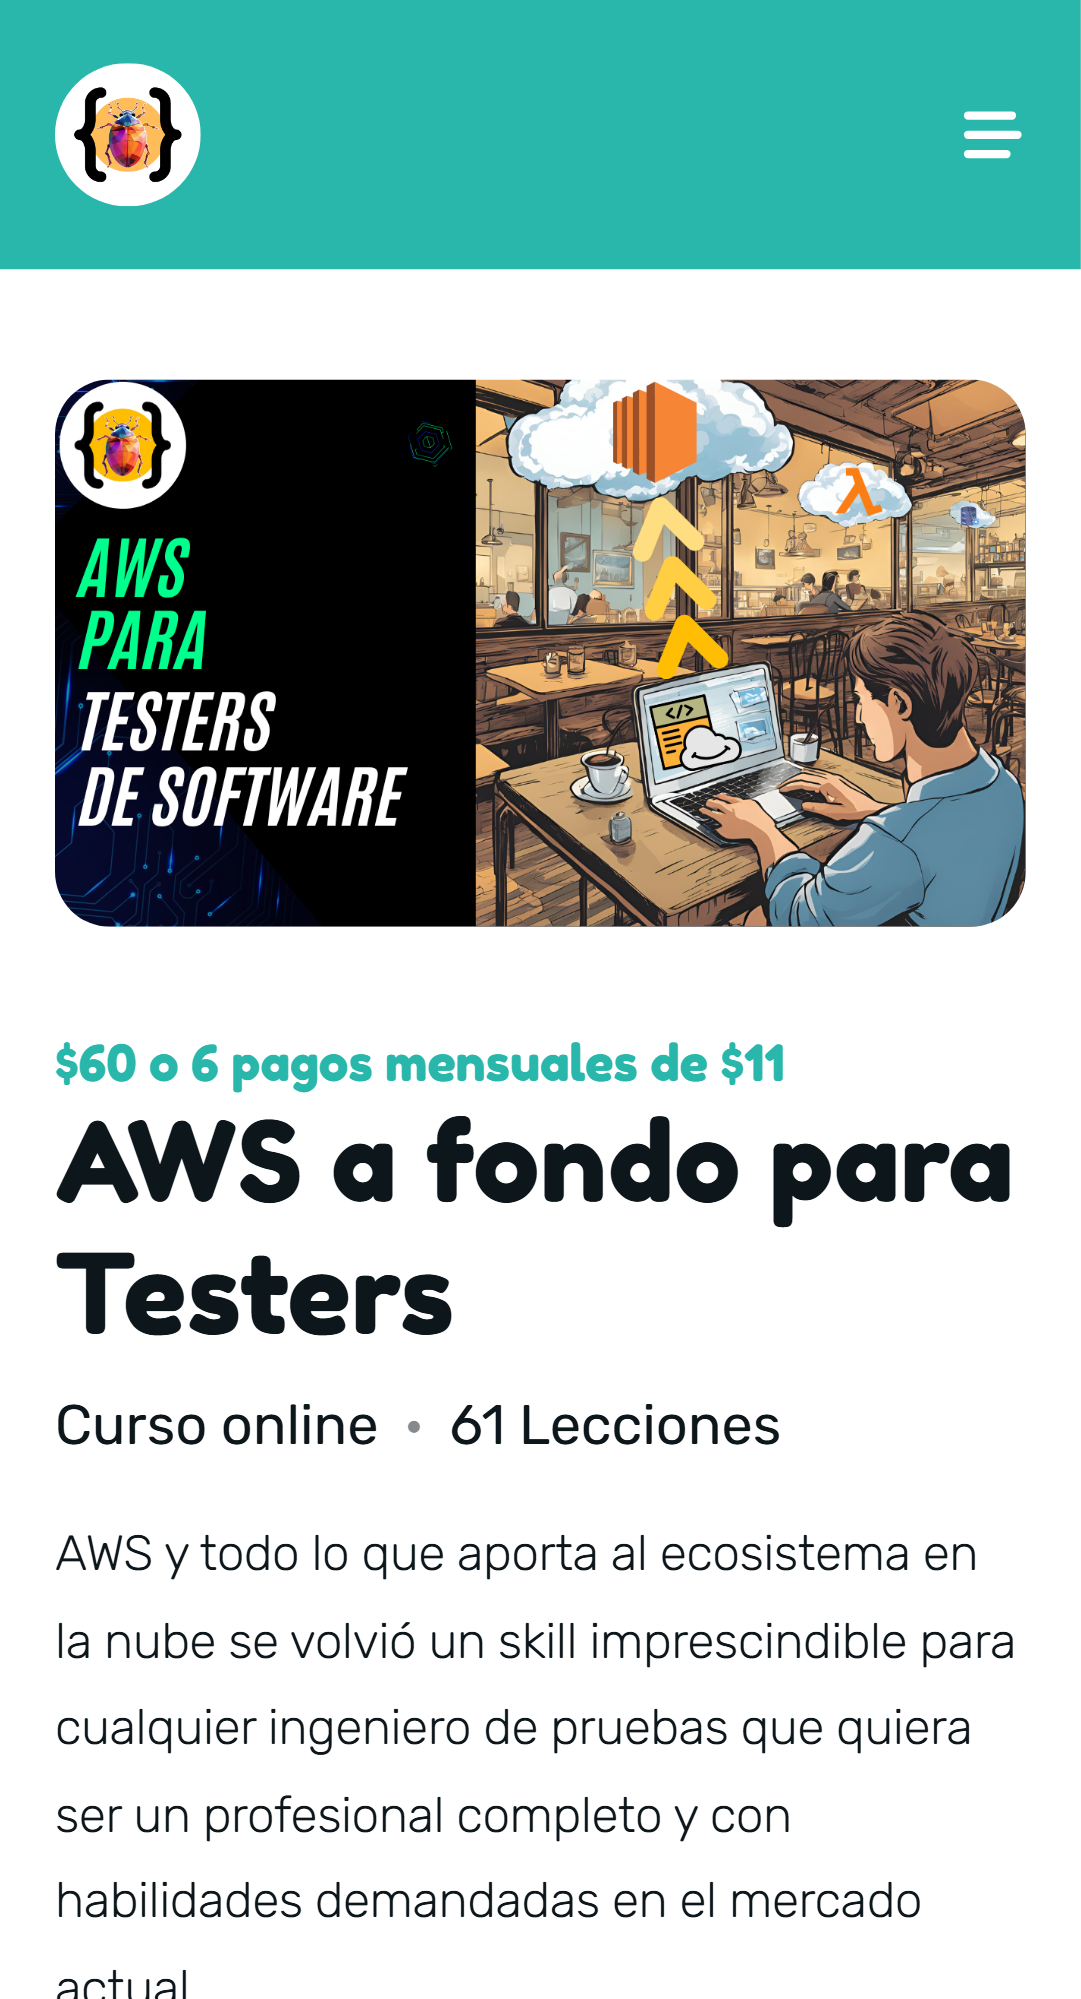 AWS
PARA
TESTERS
DE SOFTWARE
</>
$60 o 6 pagos mensuales de $11
AWS a fondo para
Testers
Curso online • 61 Lecciones
AWS y todo lo que aporta al ecosistema en
la nube se volvió un skill imprescindible para
cualquier ingeniero de pruebas que quiera
ser un profesional completo y con
habilidades demandadas en el mercado
actual